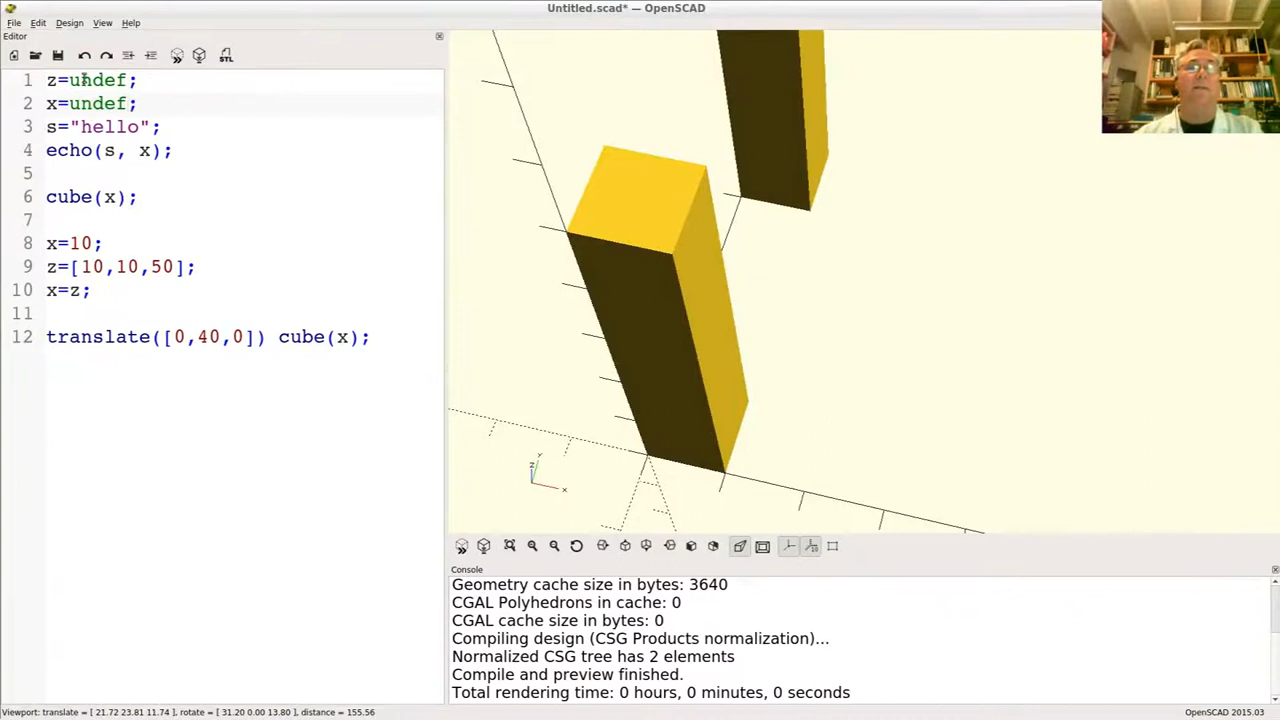 Untitled.scad* — OpenSCAD
File Edit Design View Help
Editor
STL
1 z=undef;
2 x=undef;
3 s="hello";
4 echo(s, x);
5
6 cube(x);
7
8 x=10;
9 z=[10,10,50];
10 x=z;
11
12 translate([0,40,0]) cube(x);
z
y
x
Console
Geometry cache size in bytes: 3640
CGAL Polyhedrons in cache: 0
CGAL cache size in bytes: 0
Compiling design (CSG Products normalization)...
Normalized CSG tree has 2 elements
Compile and preview finished.
Total rendering time: 0 hours, 0 minutes, 0 seconds
Viewport: translate = [ 21.72 23.81 11.74 ], rotate = [ 31.20 0.00 13.80 ], distance = 155.56
OpenSCAD 2015.03